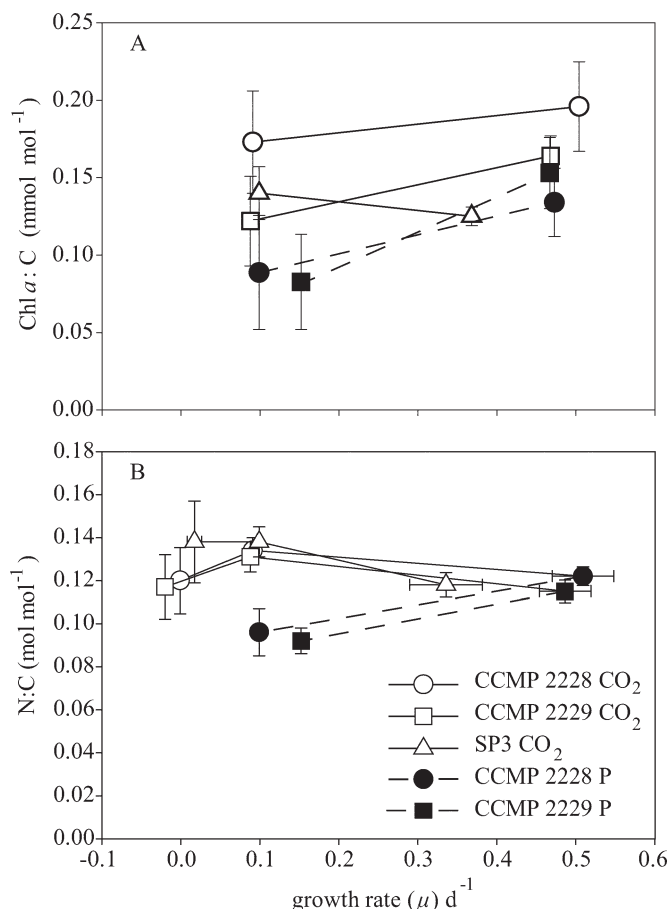 0.25
A
0.20
0.15
0.10
0.05
0.00
Chl a : C (mmol mol⁻¹)
0.18
B
0.16
0.14
0.12
0.10
0.08
0.06
0.04
0.02
0.00
N:C (mol mol⁻¹)
CCMP 2228 CO₂
CCMP 2229 CO₂
SP3 CO₂
CCMP 2228 P
CCMP 2229 P
-0.1 0.0 0.1 0.2 0.3 0.4 0.5 0.6
growth rate (μ) d⁻¹